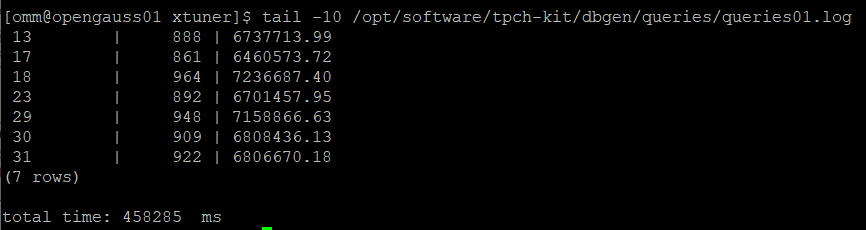 [omm@opengauss01 xtuner]$ tail -10 /opt/software/tpch-kit/dbgen/queries/queries01.log
 13        |     888 | 6737713.99
 17        |     861 | 6460573.72
 18        |     964 | 7236687.40
 23        |     892 | 6701457.95
 29        |     948 | 7158866.63
 30        |     909 | 6808436.13
 31        |     922 | 6806670.18
(7 rows)

total time: 458285  ms